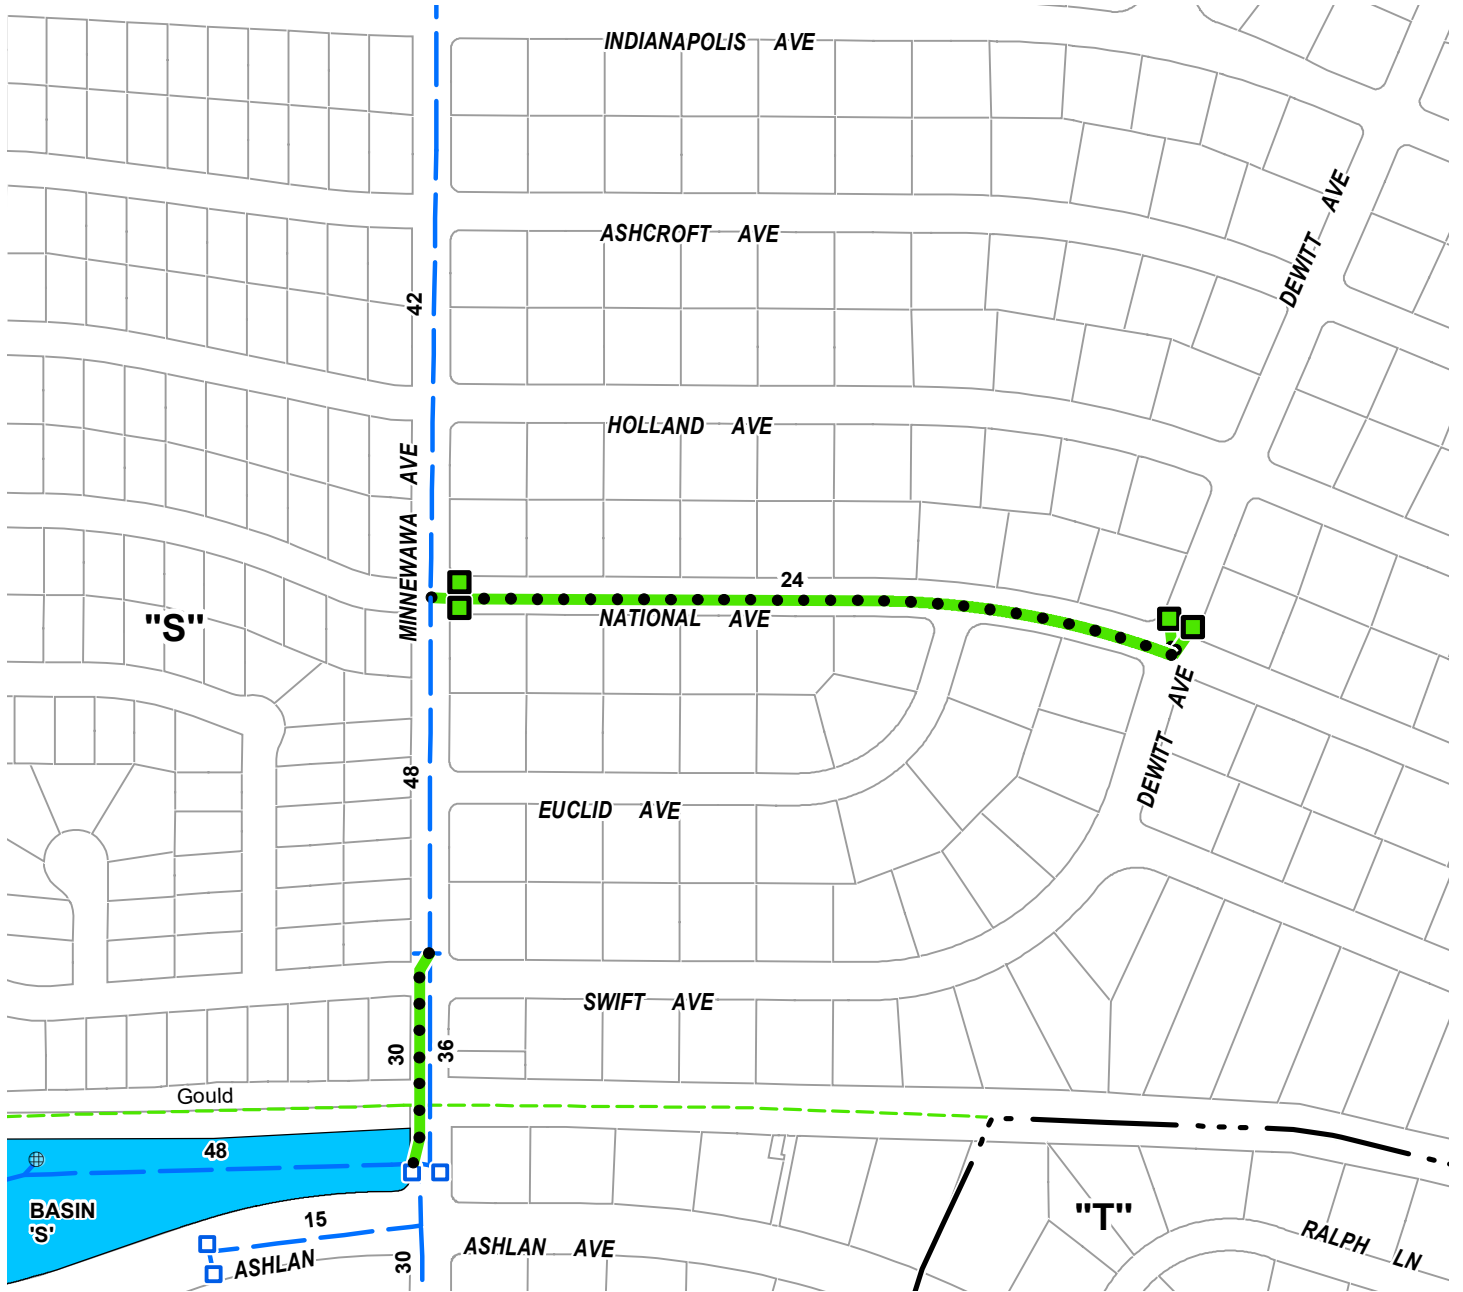 INDIANAPOLIS AVE
DEWITT AVE
ASHCROFT AVE
42
HOLLAND AVE
MINNEWAWA AVE
24
NATIONAL AVE
"S"
DEWITT AVE
48
EUCLID AVE
SWIFT AVE
30
36
Gould
48
BASIN
'S'
15
"T"
RALPH LN
ASHLAN AVE
ASHLAN
30